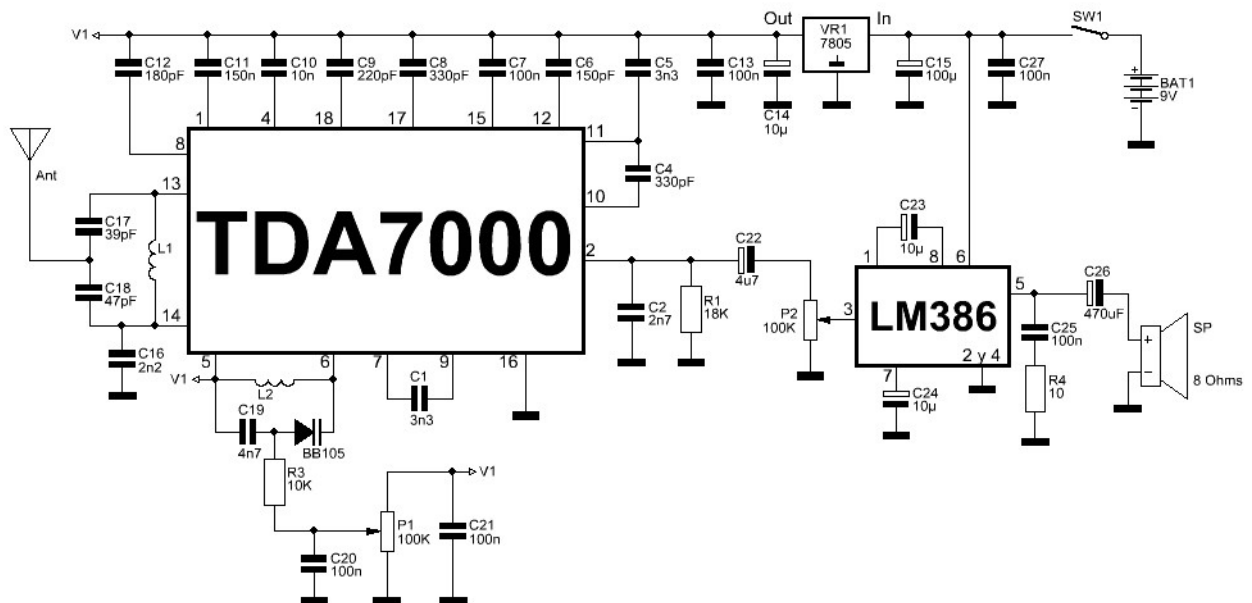 Out
In
SW1
V1
VR1
7805
C12
180pF
C11
150n
C10
10n
C9
220pF
C8
330pF
C7
100n
C6
150pF
C5
3n3
C13
100n
C14
10µ
C15
100µ
C27
100n
+
-
BAT1
9V
1
4
18
17
15
12
11
8
Ant
13
C4
330pF
10
C17
39pF
L1
TDA7000
2
C18
47pF
14
C22
4u7
C23
10µ
1
8
6
5
C26
470uF
C2
2n7
R1
18K
P2
100K
3
LM386
2 y 4
C25
100n
SP
+
-
8 Ohms
C16
2n2
5
6
7
9
16
V1
L2
C1
3n3
7
C24
10µ
R4
10
C19
4n7
BB105
R3
10K
V1
P1
100K
C21
100n
C20
100n